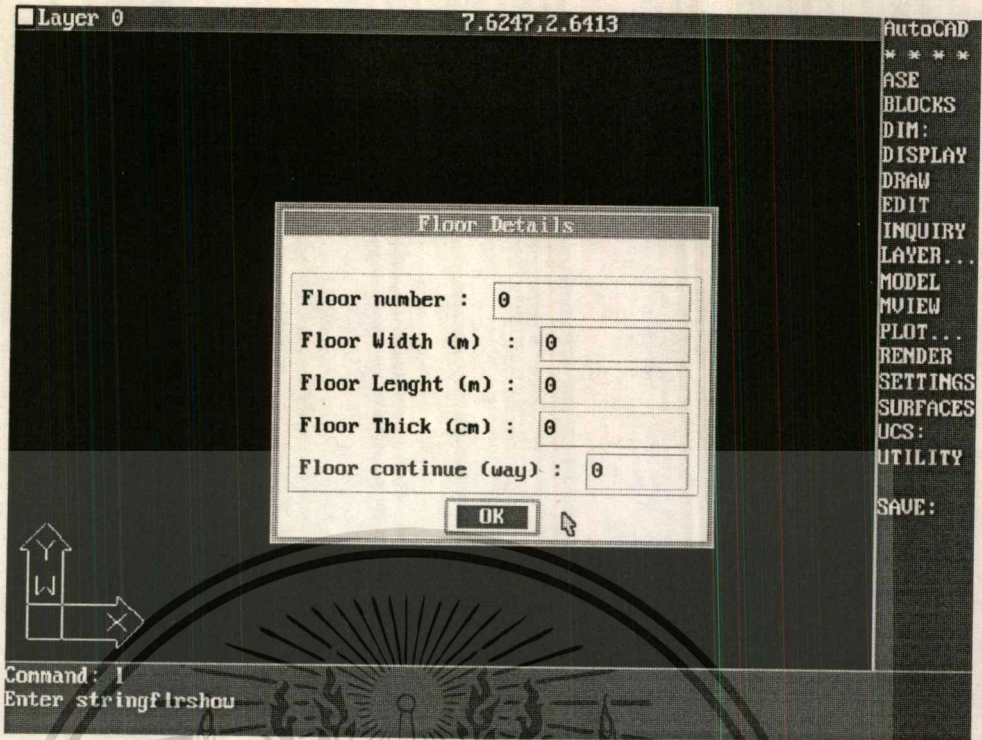 Layer 0 7.6247,2.6413
AutoCAD
* * * *
ASE
BLOCKS
DIM:
DISPLAY
DRAW
EDIT
INQUIRY
LAYER...
MODEL
MVIEW
PLOT...
RENDER
SETTINGS
SURFACES
UCS:
UTILITY
SAVE:
Floor Details
Floor number : 0
Floor Width (m) : 0
Floor Lenght (m) : 0
Floor Thick (cm) : 0
Floor continue (way) : 0
OK
Y
W
X
Command: l
Enter stringflrshow